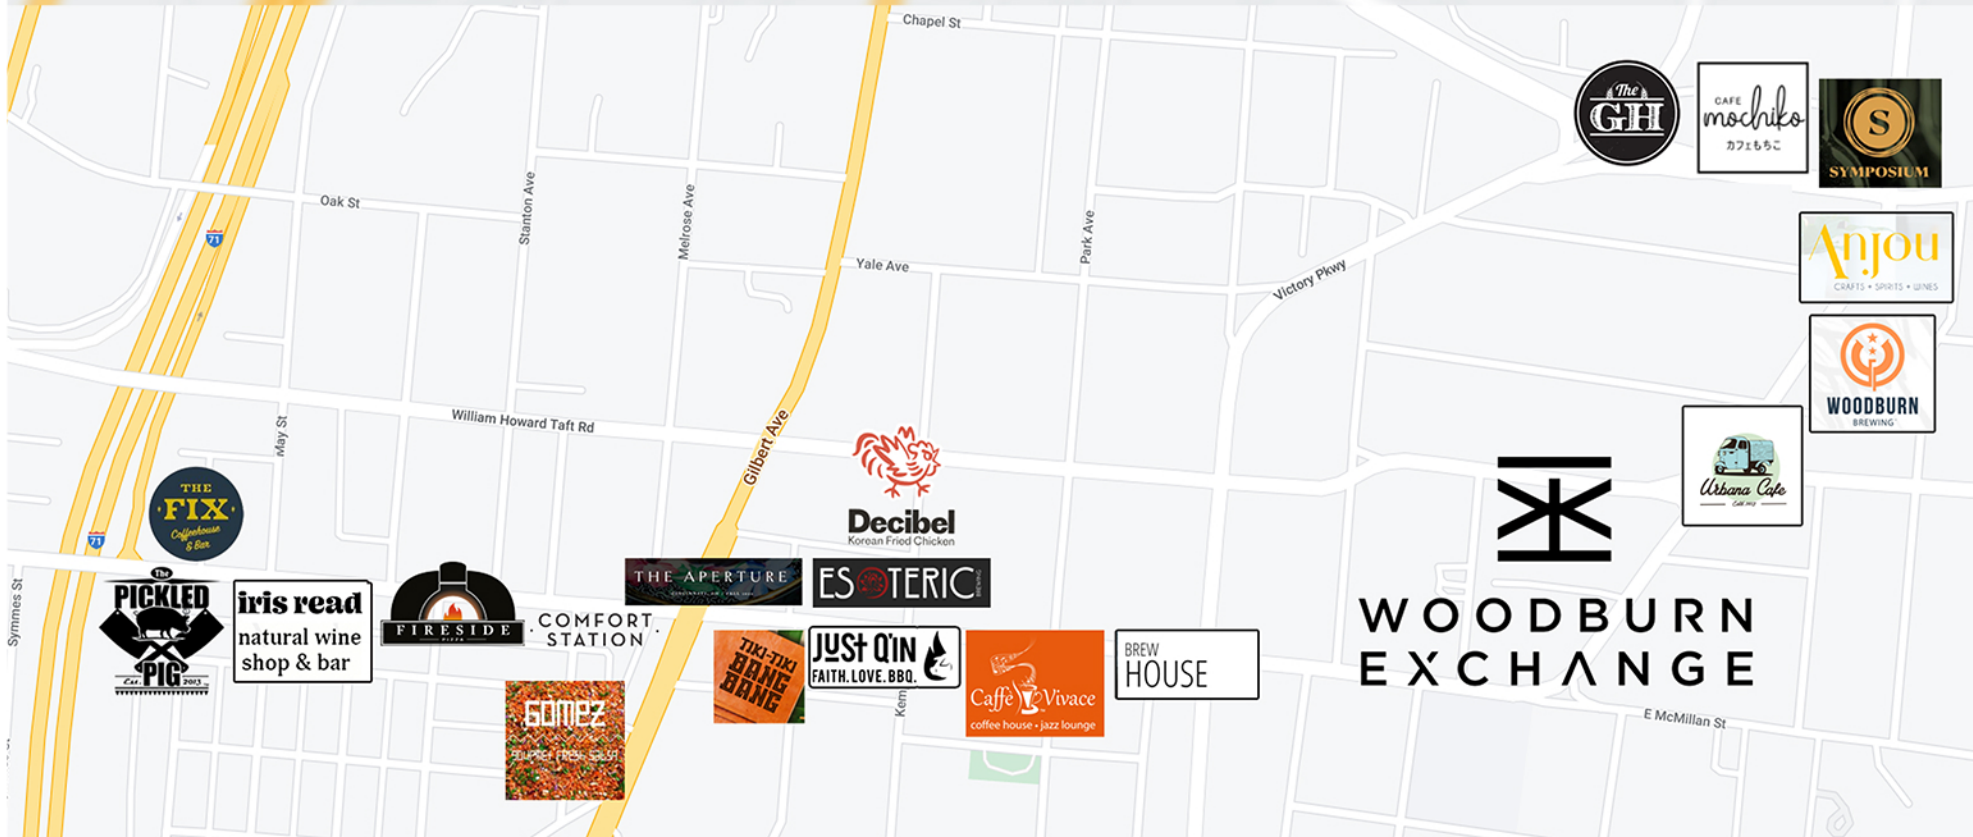 Chapel St
The
GH
CAFE
mochiko
カフェもちこ
S
SYMPOSIUM
Oak St
Stanton Ave
Melrose Ave
Park Ave
71
Yale Ave
Victory Pkwy
Anjou
CRAFTS • SPIRITS • WINES
WOODBURN
BREWING
William Howard Taft Rd
May St
Gilbert Ave
Urbana Cafe
THE
FIX
Coffeehouse
& Bar
71
Decibel
Korean Fried Chicken
THE APERTURE
ESOTERIC
Symmes St
The
PICKLED
PIG
Est. 2013
iris read
natural wine
shop & bar
FIRESIDE
PIZZA
COMFORT
STATION
TIKI-TIKI
BANG
BANG
JUST Q'IN
FAITH. LOVE. BBQ.
Caffè Vivace
coffee house • jazz lounge
BREW
HOUSE
WOODBURN
EXCHANGE
GOMEZ
Kem
E McMillan St